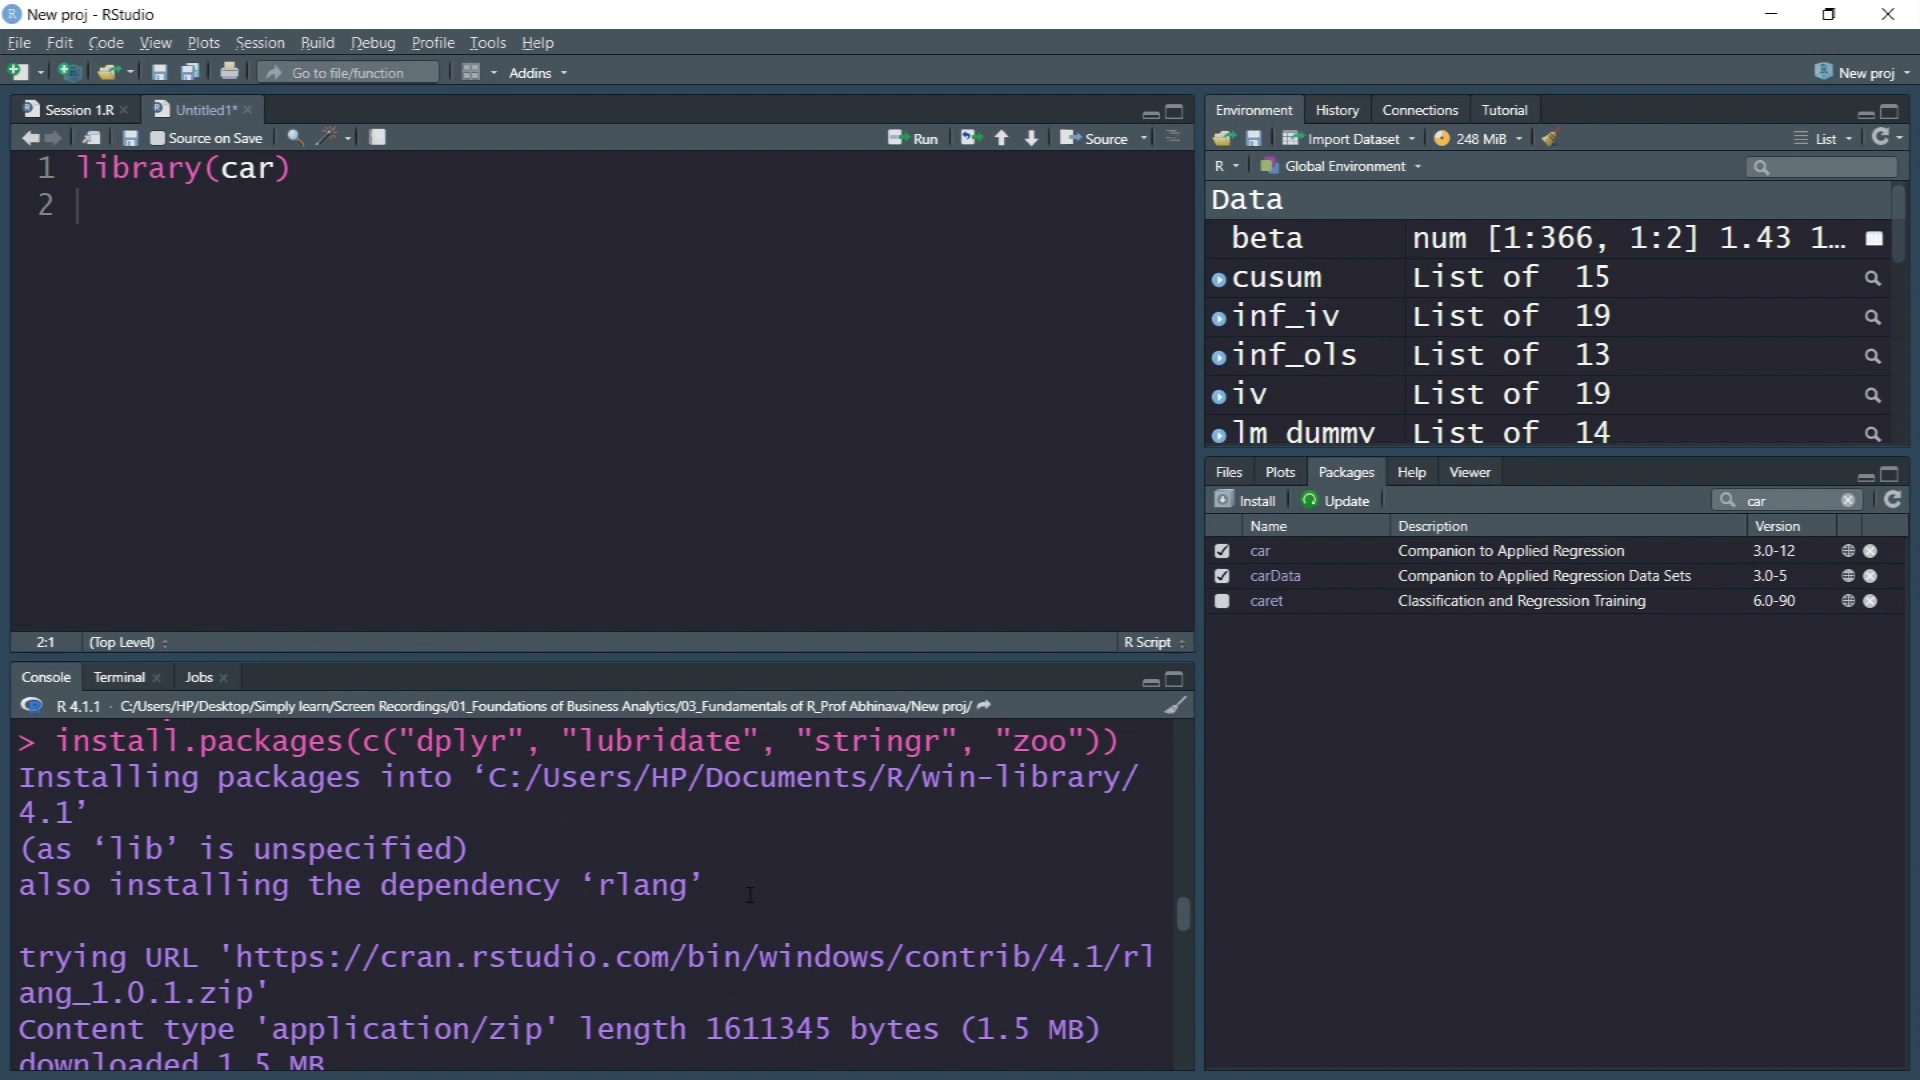 New proj - RStudio
File Edit Code View Plots Session Build Debug Profile Tools Help
Go to file/function Addins New proj
Session 1.R Untitled1*
Source on Save Run Source
1 library(car)
2
2:1 (Top Level) R Script
Console Terminal Jobs
R 4.1.1 · C:/Users/HP/Desktop/Simply learn/Screen Recordings/01_Foundations of Business Analytics/03_Fundamentals of R_Prof Abhinava/New proj/
> install.packages(c("dplyr", "lubridate", "stringr", "zoo"))
Installing packages into ‘C:/Users/HP/Documents/R/win-library/
4.1’
(as ‘lib’ is unspecified)
also installing the dependency ‘rlang’
trying URL 'https://cran.rstudio.com/bin/windows/contrib/4.1/rl
ang_1.0.1.zip'
Content type 'application/zip' length 1611345 bytes (1.5 MB)
downloaded 1.5 MB
Environment History Connections Tutorial
Import Dataset 248 MiB List
R Global Environment
Data
beta num [1:366, 1:2] 1.43 1…
cusum List of 15
inf_iv List of 19
inf_ols List of 13
iv List of 19
lm_dummy List of 14
Files Plots Packages Help Viewer
Install Update car
Name Description Version
car Companion to Applied Regression 3.0-12
carData Companion to Applied Regression Data Sets 3.0-5
caret Classification and Regression Training 6.0-90